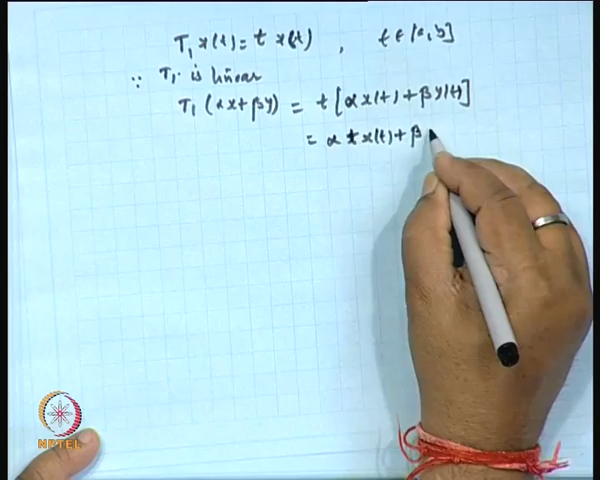 T₁ x(t) = t x(t) , t ∈ [a, b]
∵ T₁ is linear
T₁ (αx + βy) = t [α x(t) + β y(t)]
= α t x(t) + β
NPTEL